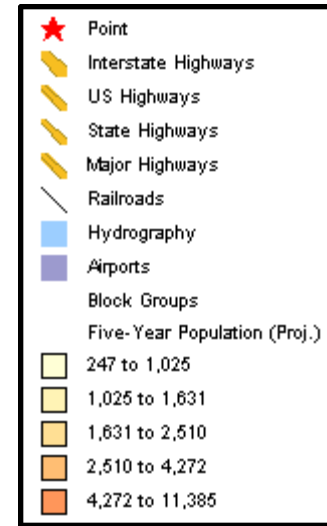 Point
Interstate Highways
US Highways
State Highways
Major Highways
Railroads
Hydrography
Airports
Block Groups
Five-Year Population (Proj.)
247 to 1,025
1,025 to 1,631
1,631 to 2,510
2,510 to 4,272
4,272 to 11,385